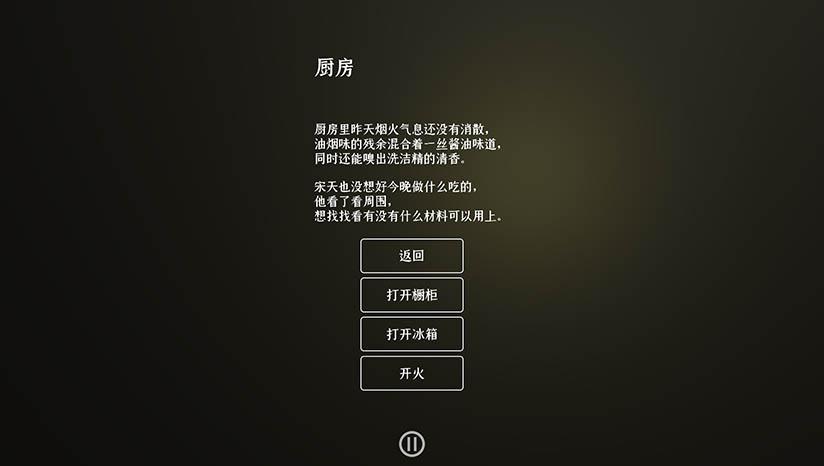 厨房
厨房里昨天烟火气息还没有消散，
油烟味的残余混合着一丝酱油味道，
同时还能嗅出洗洁精的清香。
宋天也没想好今晚做什么吃的，
他看了看周围，
想找找看有没有什么材料可以用上。
返回
打开橱柜
打开冰箱
开火